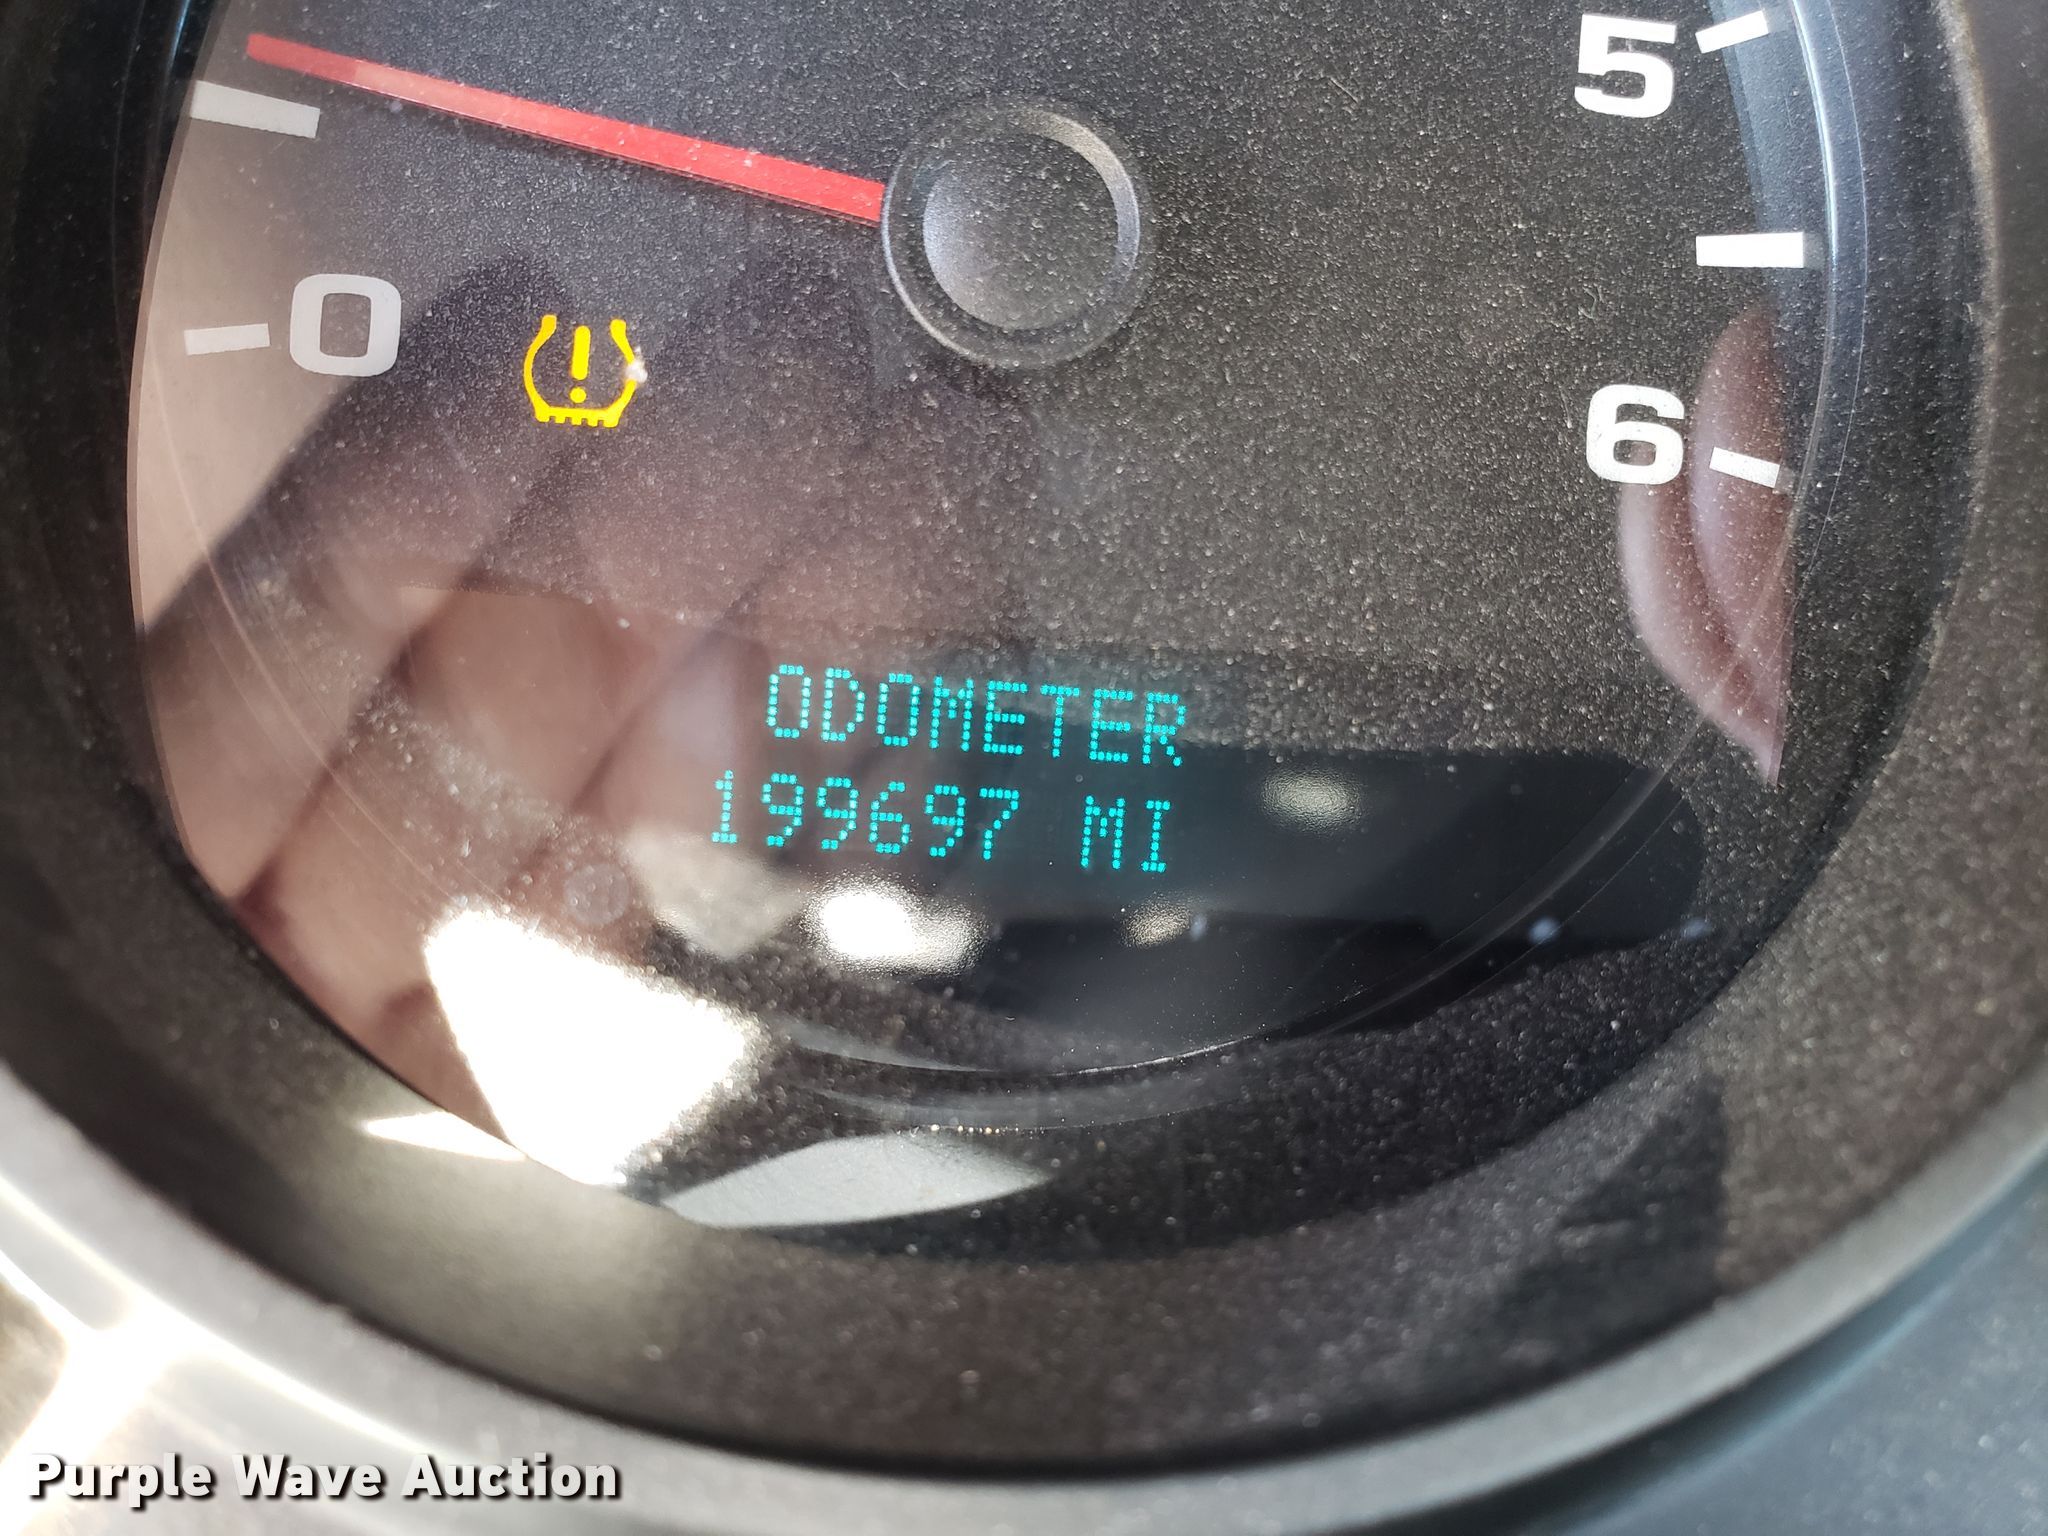 5
0
6
ODOMETER
199697 MI
Purple Wave Auction